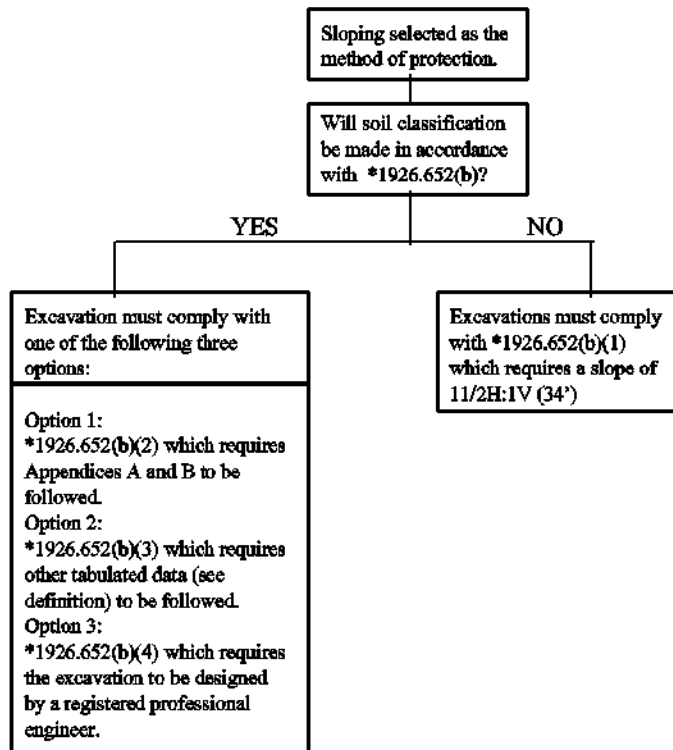 Sloping selected as the
method of protection.
Will soil classification
be made in accordance
with *1926.652(b)?
YES
NO
Excavation must comply with
one of the following three
options:
Option 1:
*1926.652(b)(2) which requires
Appendices A and B to be
followed.
Option 2:
*1926.652(b)(3) which requires
other tabulated data (see
definition) to be followed.
Option 3:
*1926.652(b)(4) which requires
the excavation to be designed
by a registered professional
engineer.
Excavations must comply
with *1926.652(b)(1)
which requires a slope of
11/2H:1V (34')